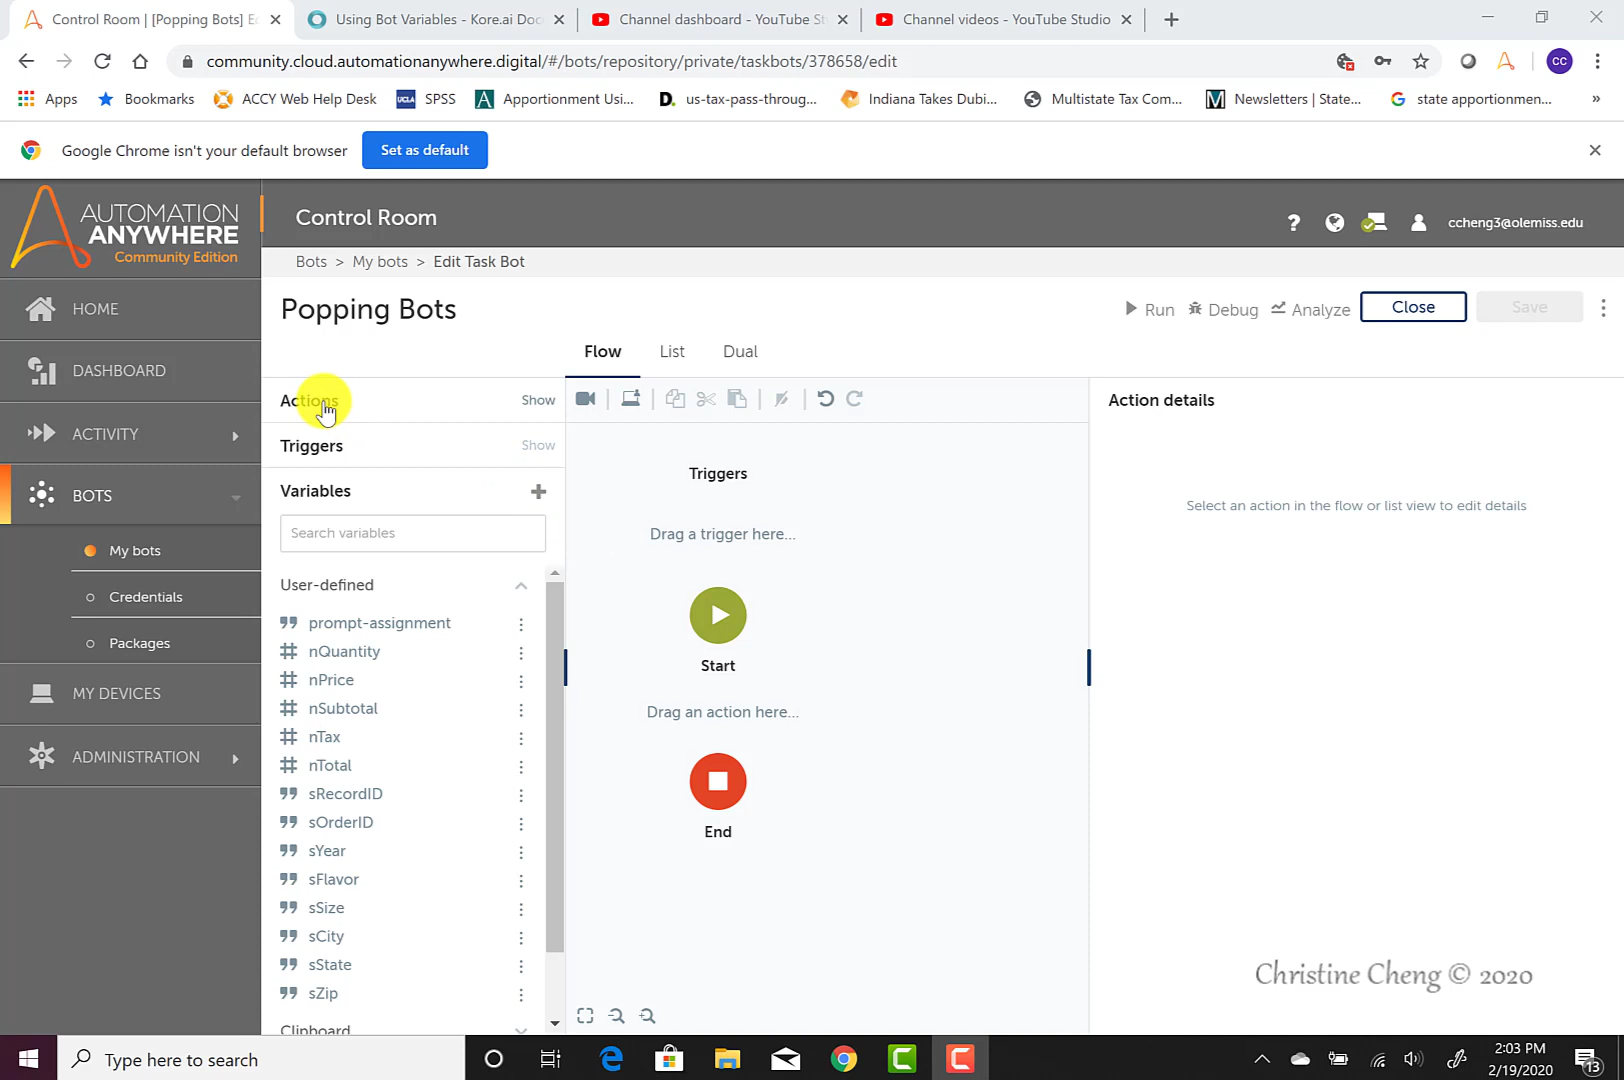 Control Room | [Popping Bots] E
Using Bot Variables - Kore.ai Doc
Channel dashboard - YouTube St
Channel videos - YouTube Studio
community.cloud.automationanywhere.digital/#/bots/repository/private/taskbots/378658/edit
CC
Apps
Bookmarks
ACCY Web Help Desk
UCLA
SPSS
Apportionment Usi...
us-tax-pass-throug...
Indiana Takes Dubi...
Multistate Tax Com...
Newsletters | State...
state apportionmen...
»
Google Chrome isn't your default browser
Set as default
AUTOMATION
ANYWHERE
Community Edition
Control Room
?
ccheng3@olemiss.edu
Bots > My bots > Edit Task Bot
HOME
DASHBOARD
ACTIVITY
BOTS
My bots
Credentials
Packages
MY DEVICES
ADMINISTRATION
Popping Bots
Run
Debug
Analyze
Close
Save
Flow
List
Dual
Actions
Show
Triggers
Show
Variables
Search variables
User-defined
prompt-assignment
nQuantity
nPrice
nSubtotal
nTax
nTotal
sRecordID
sOrderID
sYear
sFlavor
sSize
sCity
sState
sZip
Clipboard
Triggers
Drag a trigger here...
Start
Drag an action here...
End
Action details
Select an action in the flow or list view to edit details
Christine Cheng © 2020
Type here to search
2:03 PM
2/19/2020
13